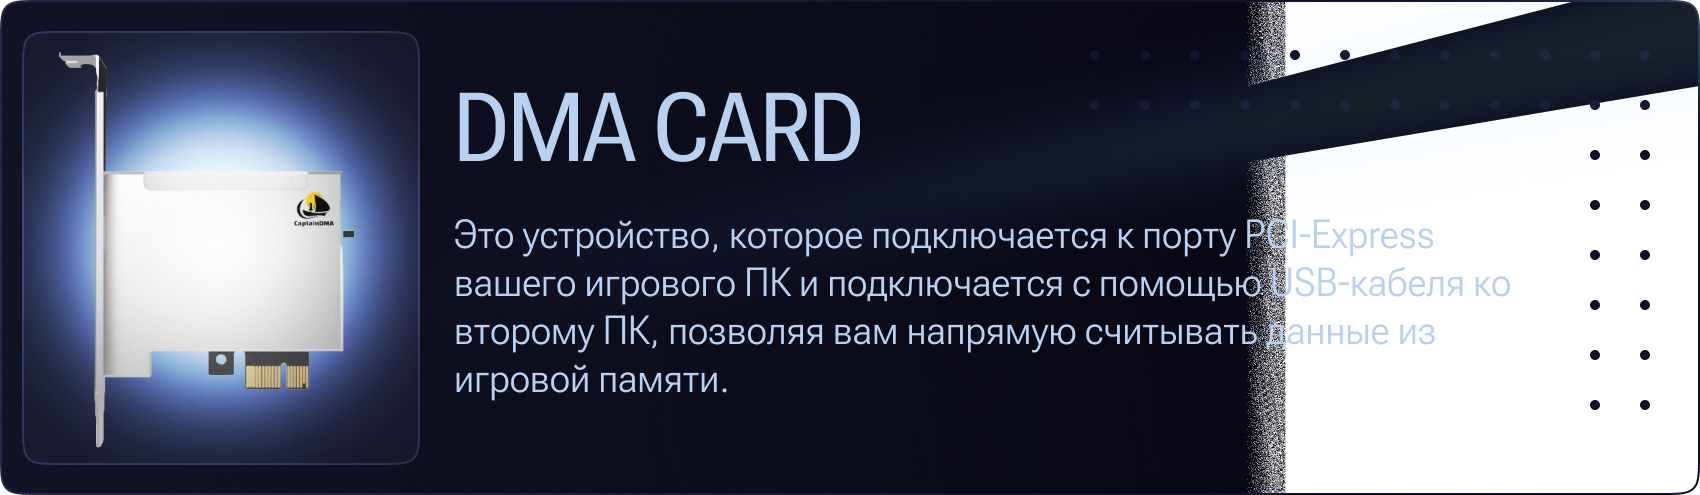 DMA CARD
CaptainDMA
Это устройство, которое подключается к порту PCI-Express
вашего игрового ПК и подключается с помощью USB-кабеля ко
второму ПК, позволяя вам напрямую считывать данные из
игровой памяти.